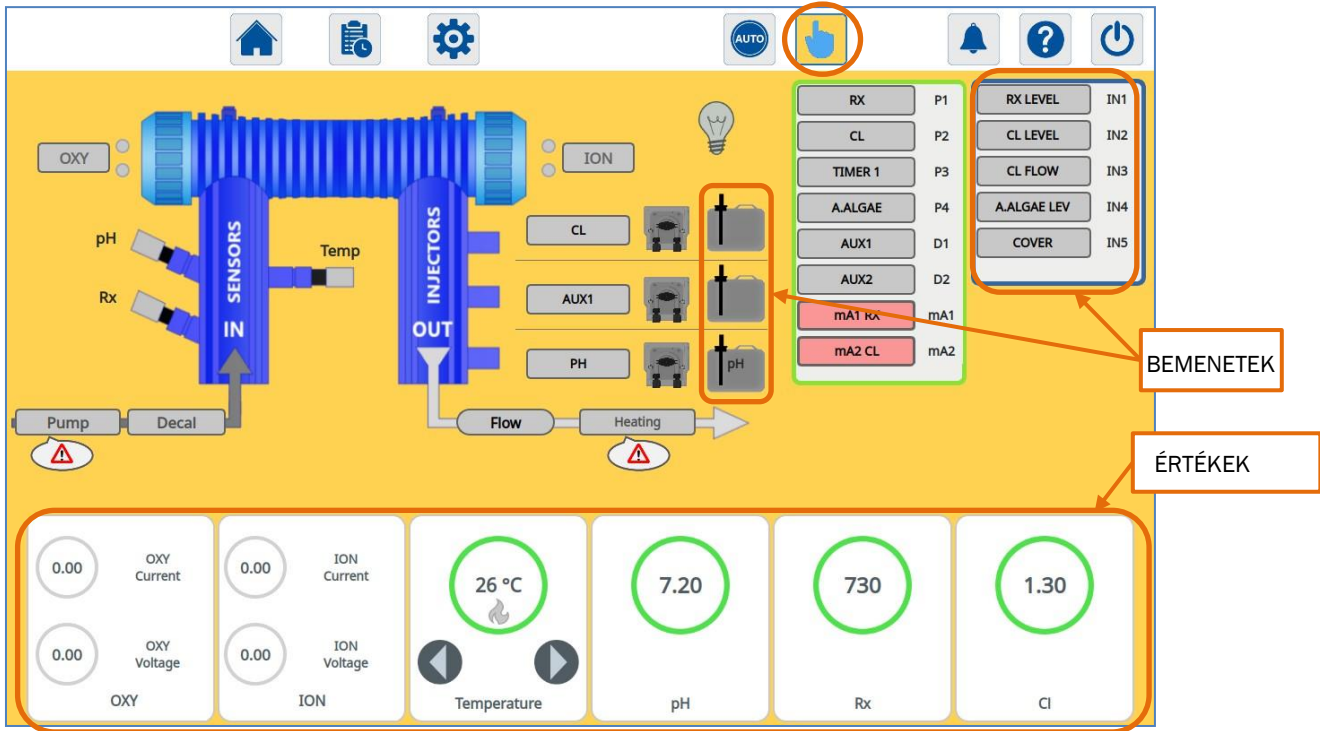 AUTO
?
OXY
ION
pH
Rx
Temp
SENSORS
IN
INJECTORS
OUT
CL
AUX1
PH
pH
Pump
Decal
Flow
Heating
RX P1
CL P2
TIMER 1 P3
A.ALGAE P4
AUX1 D1
AUX2 D2
mA1 RX mA1
mA2 CL mA2
RX LEVEL IN1
CL LEVEL IN2
CL FLOW IN3
A.ALGAE LEV IN4
COVER IN5
BEMENETEK
ÉRTÉKEK
0.00
OXY
Current
0.00
OXY
Voltage
OXY
0.00
ION
Current
0.00
ION
Voltage
ION
26 °C
Temperature
7.20
pH
730
Rx
1.30
Cl